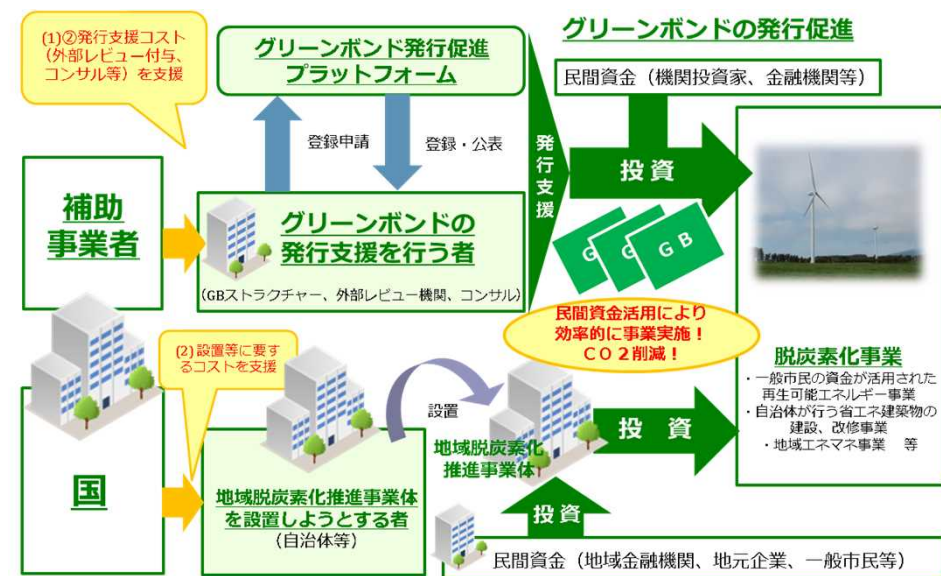 (1)②発行支援コスト
（外部レビュー付与、
コンサル等）を支援
グリーンボンド発行促進
プラットフォーム
グリーンボンドの発行促進
民間資金（機関投資家、金融機関等）
登録申請
登録・公表
発行支援
投 資
補助
事業者
グリーンボンドの
発行支援を行う者
（GBストラクチャー、外部レビュー機関、コンサル）
G
G
G B
民間資金活用により
効率的に事業実施！
CO２削減！
脱炭素化事業
・一般市民の資金が活用された
再生可能エネルギー事業
・自治体が行う省エネ建築物の
建設、改修事業
・地域エネマネ事業 等
(2) 設置等に要す
るコストを支援
設置
地域脱炭素化
推進事業体
投 資
国
地域脱炭素化推進事業体
を設置しようとする者
（自治体等）
投 資
民間資金（地域金融機関、地元企業、一般市民等）